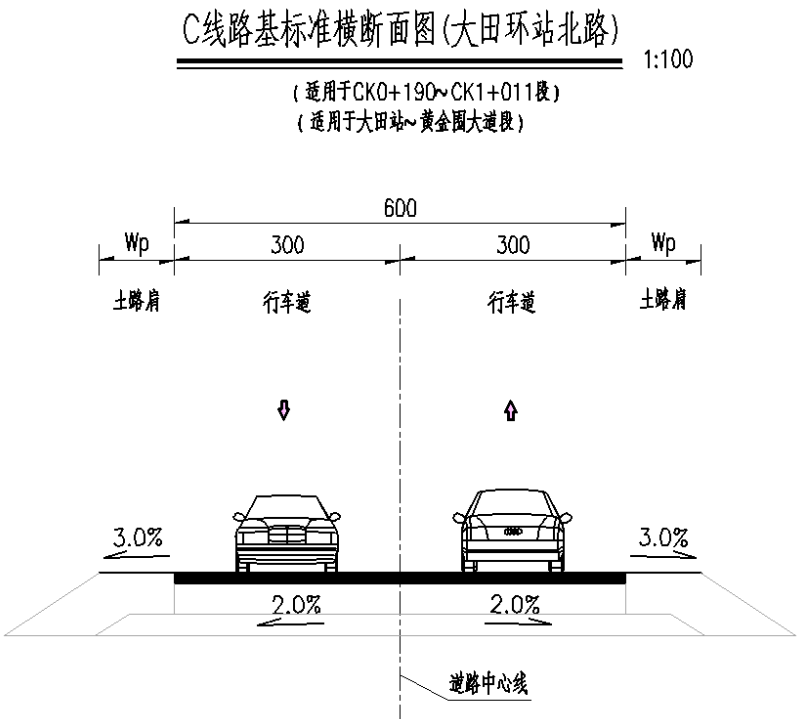 C线路基标准横断面图(大田环站北路)
1:100
(适用于CK0+190~CK1+011段)
(适用于大田站~黄金围大道段)
600
Wp 300 300 Wp
土路肩 行车道 行车道 土路肩
3.0% 3.0%
2.0% 2.0%
道路中心线